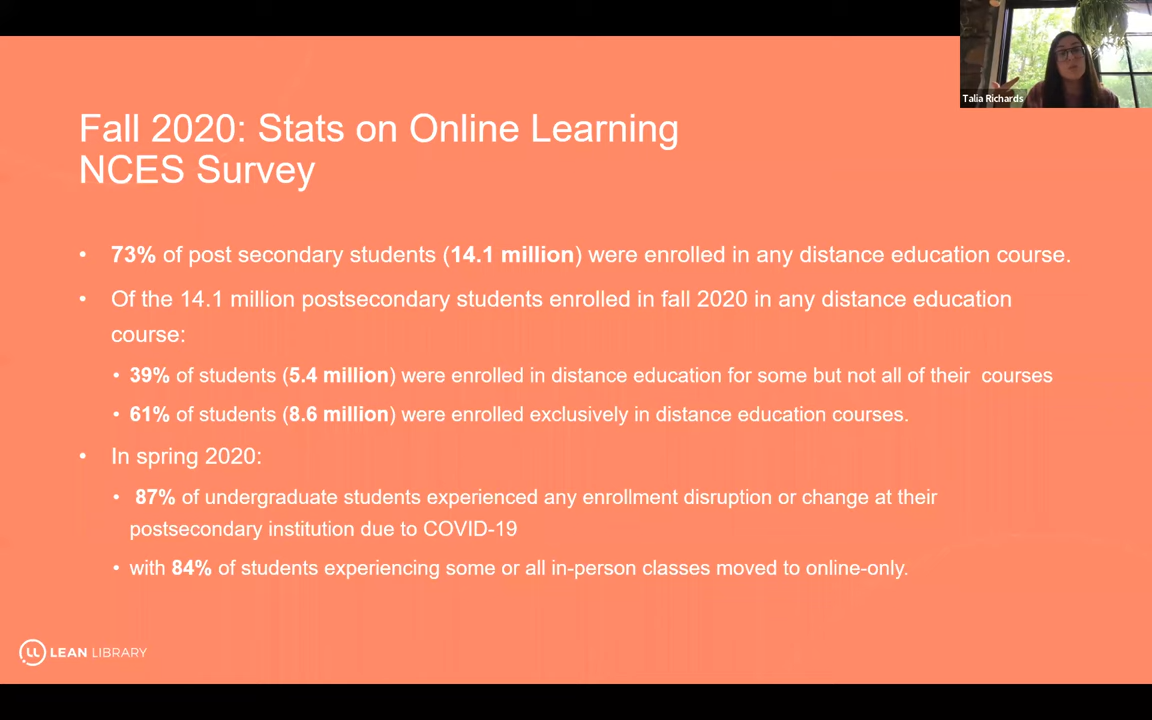 Talia Richards
Fall 2020: Stats on Online Learning
NCES Survey
• 73% of post secondary students (14.1 million) were enrolled in any distance education course.
• Of the 14.1 million postsecondary students enrolled in fall 2020 in any distance education
course:
• 39% of students (5.4 million) were enrolled in distance education for some but not all of their  courses
• 61% of students (8.6 million) were enrolled exclusively in distance education courses.
• In spring 2020:
• 87% of undergraduate students experienced any enrollment disruption or change at their
postsecondary institution due to COVID-19
• with 84% of students experiencing some or all in-person classes moved to online-only.
LL LEAN LIBRARY